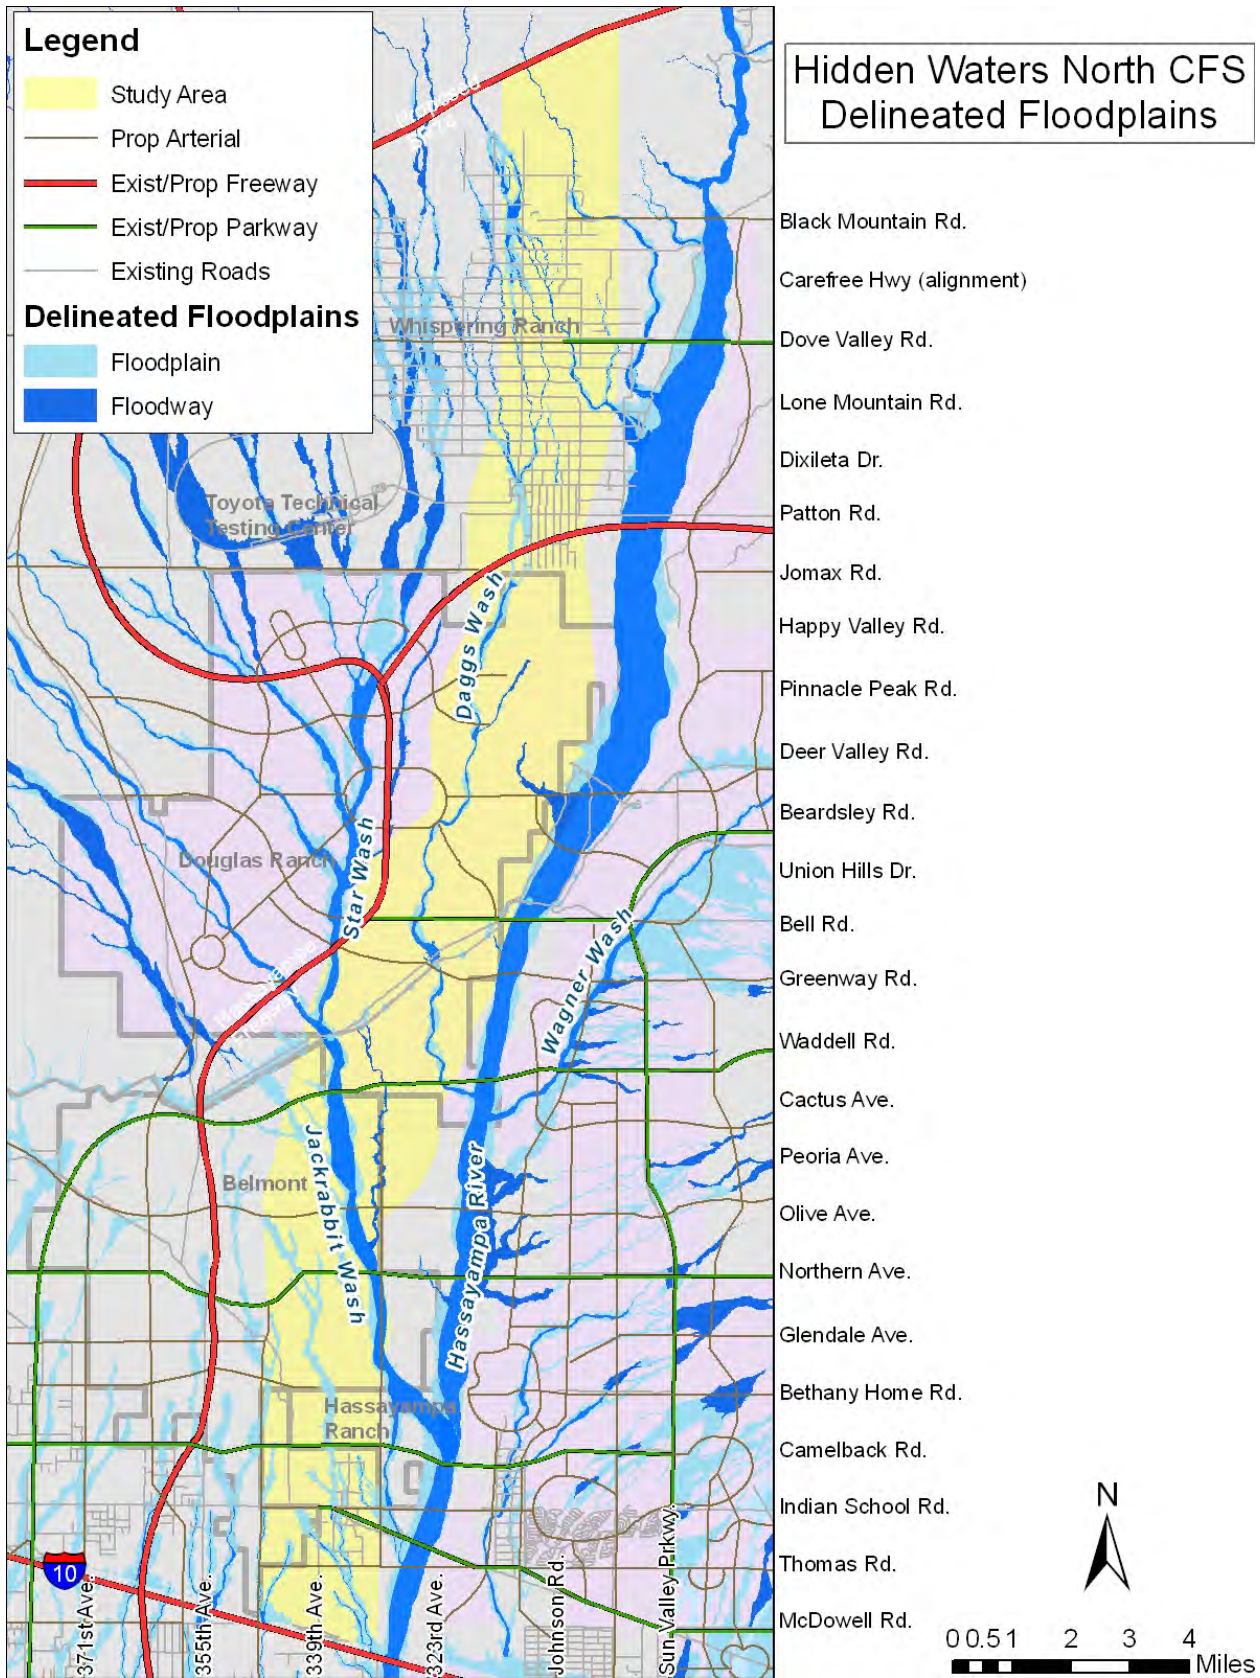 Legend
Study Area
Prop Arterial
Exist/Prop Freeway
Exist/Prop Parkway
Existing Roads
Delineated Floodplains
Floodplain
Floodway
Hidden Waters North CFS
Delineated Floodplains
Black Mountain Rd.
Carefree Hwy (alignment)
Dove Valley Rd.
Lone Mountain Rd.
Dixileta Dr.
Patton Rd.
Jomax Rd.
Happy Valley Rd.
Pinnacle Peak Rd.
Deer Valley Rd.
Beardsley Rd.
Union Hills Dr.
Bell Rd.
Greenway Rd.
Waddell Rd.
Cactus Ave.
Peoria Ave.
Olive Ave.
Northern Ave.
Glendale Ave.
Bethany Home Rd.
Camelback Rd.
Indian School Rd.
Thomas Rd.
McDowell Rd.
Whispering Ranch
Toyota Technical
Testing Center
Daggs Wash
Douglas Ranch
Star Wash
Wagner Wash
Belmont
Jackrabbit Wash
Hassayampa River
Hassayampa
Ranch
10
371st Ave.
355th Ave.
339th Ave.
323rd Ave.
Johnson Rd.
Sun Valley Prkwy.
N
0 0.5 1 2 3 4
Miles